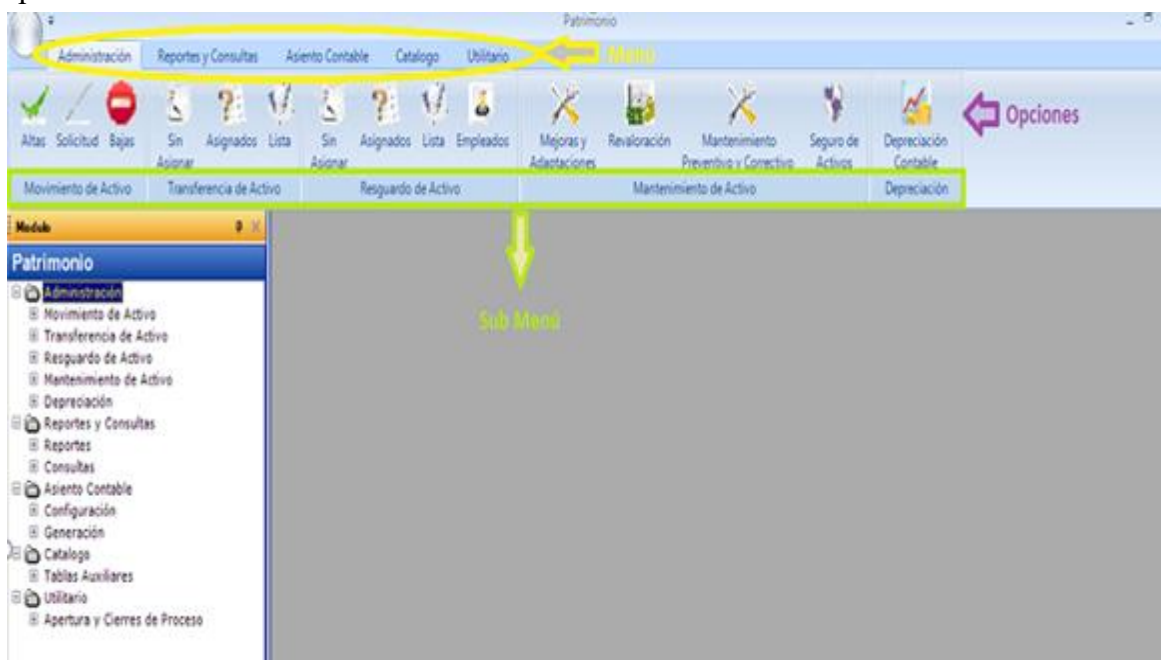 Patrimonio
Administración Reportes y Consultas Asiento Contable Catalogo Utilitario Menú
Altas Solicitud Bajas Sin Asignar Asignados Lista Sin Asignar Asignados Lista Empleados Mejoras y Adaptaciones Revaloración Mantenimiento Preventivo y Correctivo Seguro de Activos Depreciación Contable Opciones
Movimiento de Activo Transferencia de Activo Resguardo de Activo Mantenimiento de Activo Depreciación
Modulo
Patrimonio
Administración
Movimiento de Activo
Transferencia de Activo
Resguardo de Activo
Sub Menú
Mantenimiento de Activo
Depreciación
Reportes y Consultas
Reportes
Consultas
Asiento Contable
Configuración
Generación
Catalogo
Tablas Auxiliares
Utilitario
Apertura y Cierres de Proceso